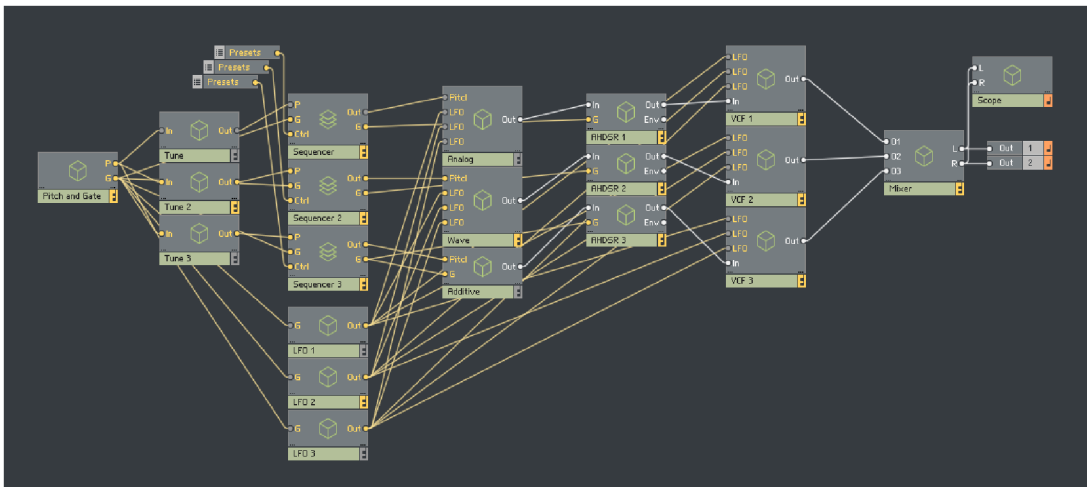 Presets
Presets
Presets
P
G
Pitch and Gate
In Out
Tune
In Out
Tune 2
In Out
Tune 3
P Out
G G
Ctrl
Sequencer
P Out
G G
Ctrl
Sequencer 2
P Out
G G
Ctrl
Sequencer 3
G Out
LFO 1
G Out
LFO 2
G Out
LFO 3
Pitch
LFO Out
LFO
LFO
Analog
Pitch
LFO
LFO Out
LFO
Wave
Pitch Out
G
Additive
In Out
G Env
AHDSR 1
In Out
G Env
AHDSR 2
In Out
G Env
AHDSR 3
LFO
LFO Out
LFO
In
VCF 1
LFO
LFO Out
LFO
In
VCF 2
LFO
LFO
LFO Out
In
VCF 3
O1 L
O2 R
O3
Mixer
L
R
Scope
Out 1
Out 2